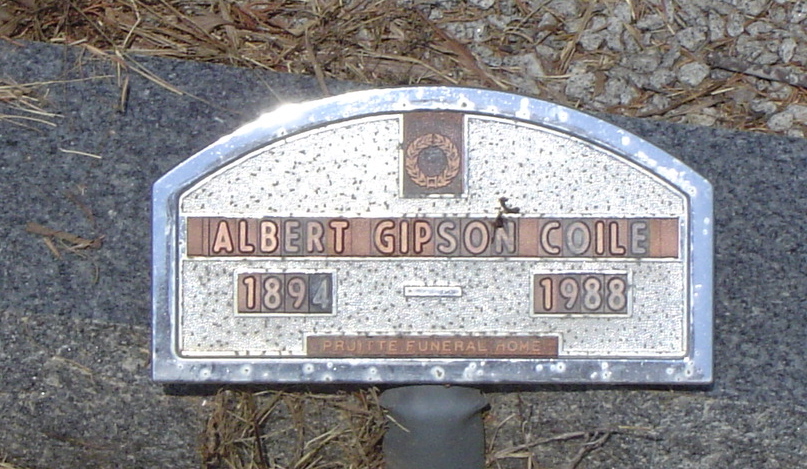 ALBERT GIPSON COILE
1894 1988
PRUITTE FUNERAL HOME